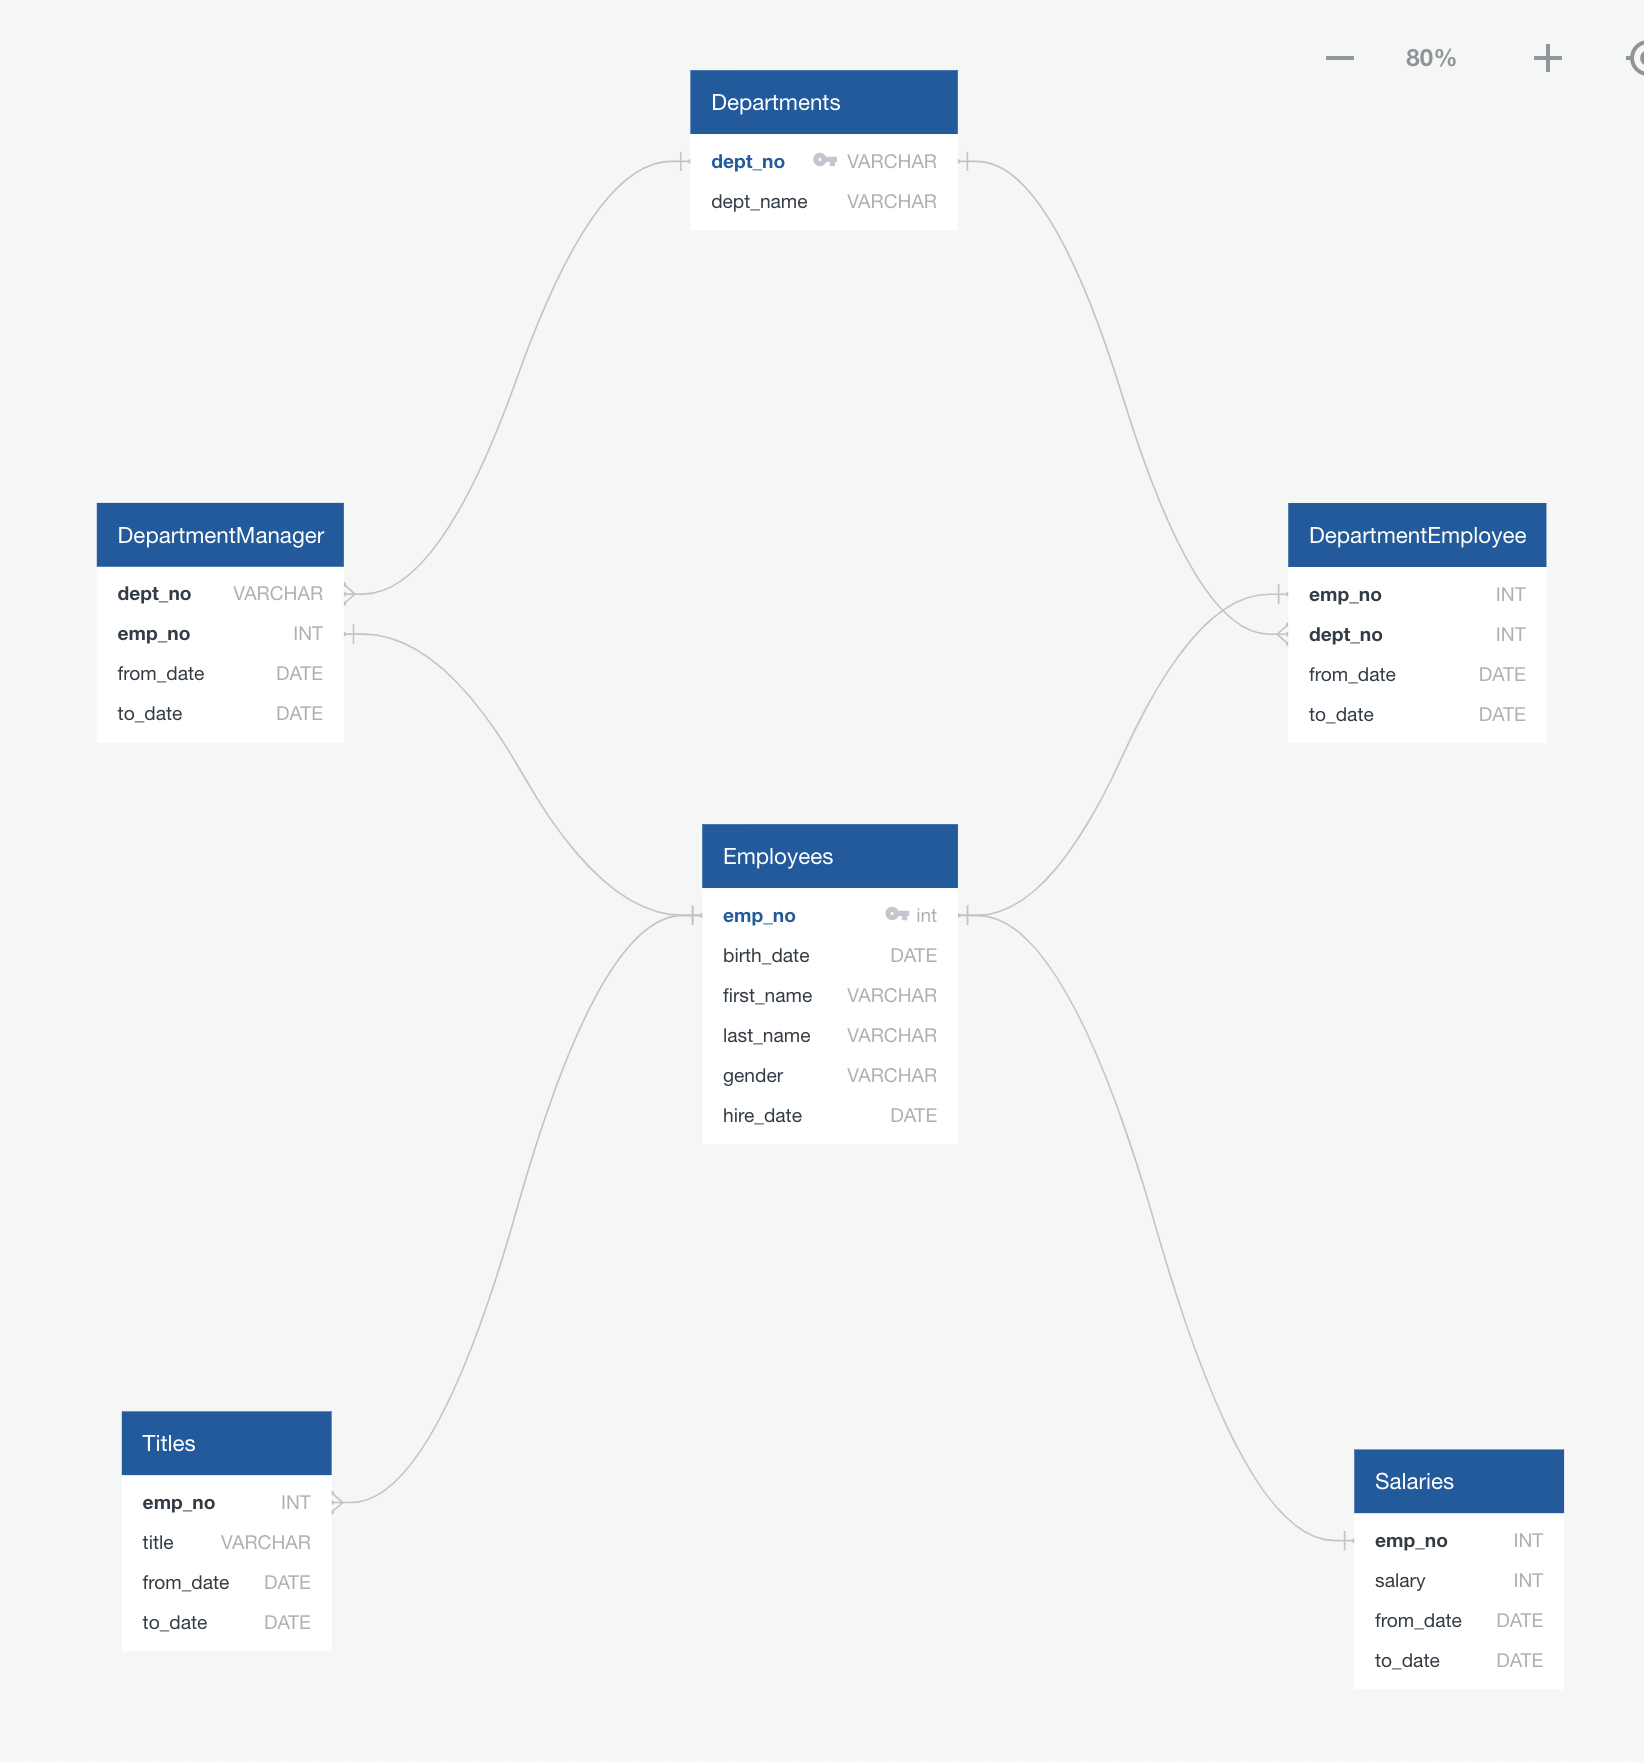 80%
Departments
dept_no VARCHAR
dept_name VARCHAR
DepartmentManager
dept_no VARCHAR
emp_no INT
from_date DATE
to_date DATE
DepartmentEmployee
emp_no INT
dept_no INT
from_date DATE
to_date DATE
Employees
emp_no int
birth_date DATE
first_name VARCHAR
last_name VARCHAR
gender VARCHAR
hire_date DATE
Titles
emp_no INT
title VARCHAR
from_date DATE
to_date DATE
Salaries
emp_no INT
salary INT
from_date DATE
to_date DATE